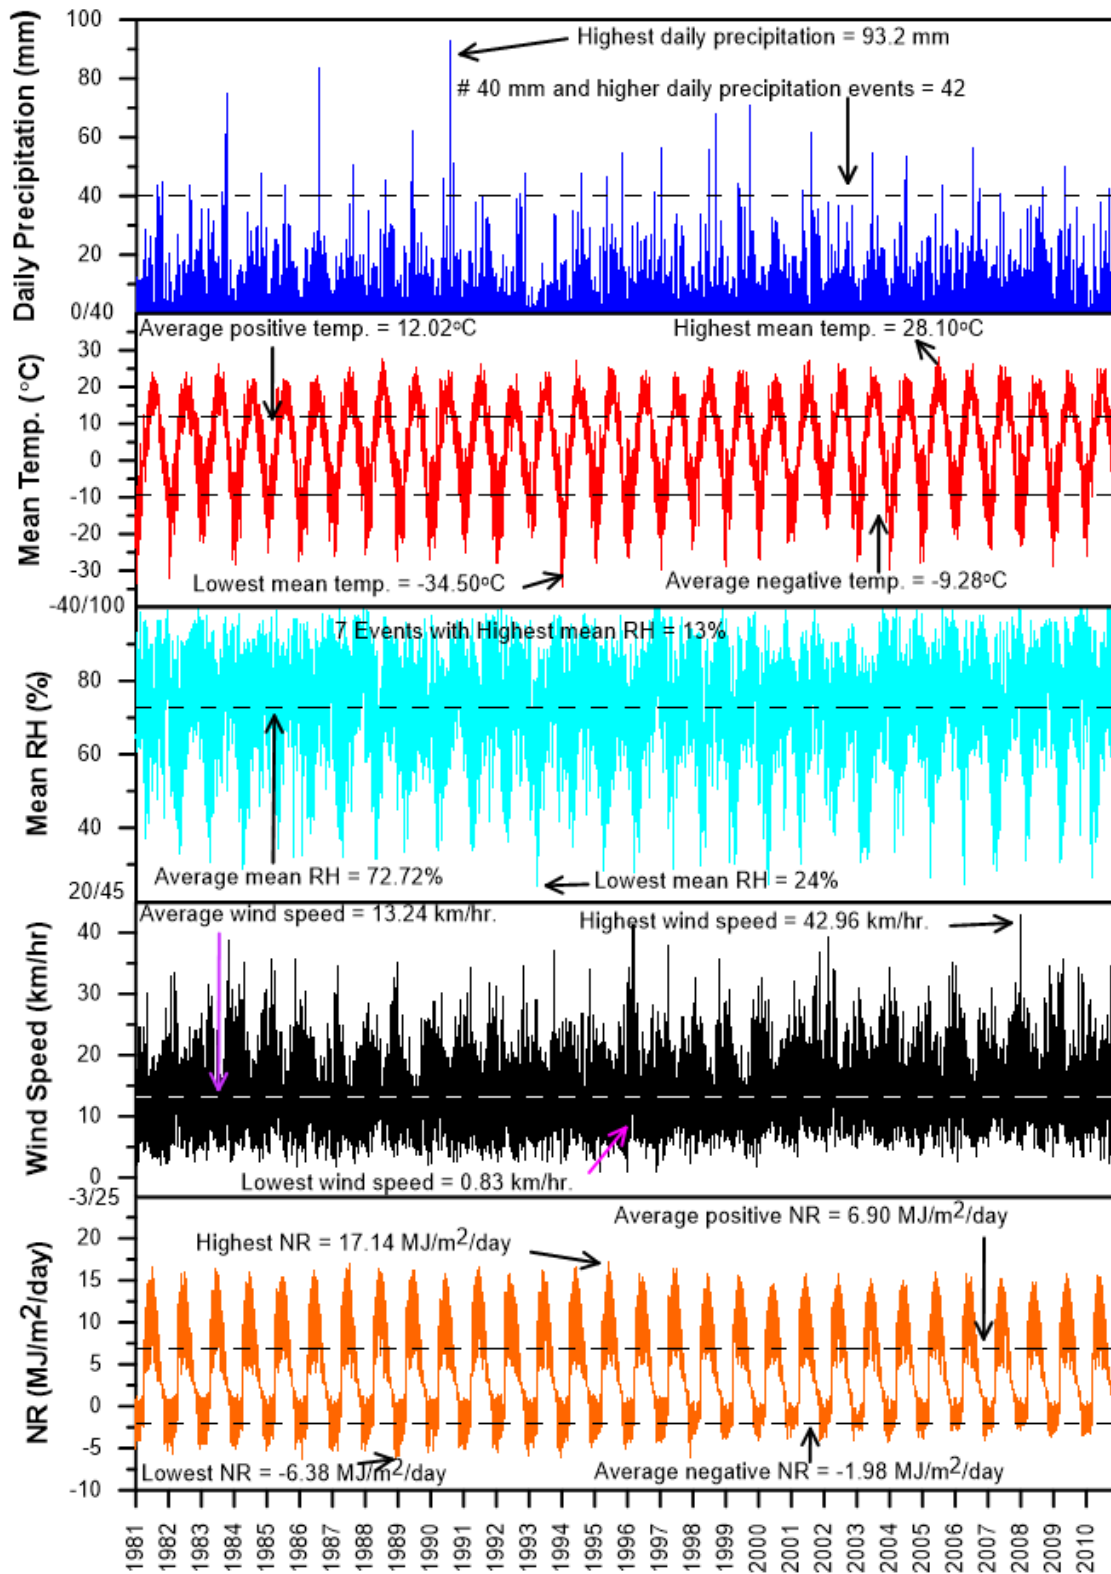 Daily Precipitation (mm)
100
80
60
40
20
0/40
Highest daily precipitation = 93.2 mm
# 40 mm and higher daily precipitation events = 42
Mean Temp. (°C)
30
20
10
0
-10
-20
-30
-40/100
Average positive temp. = 12.02ºC
Highest mean temp. = 28.10ºC
Lowest mean temp. = -34.50ºC
Average negative temp. = -9.28ºC
Mean RH (%)
80
60
40
20/45
7 Events with Highest mean RH = 13%
Average mean RH = 72.72%
Lowest mean RH = 24%
Wind Speed (km/hr)
40
30
20
10
0
-3/25
Average wind speed = 13.24 km/hr.
Highest wind speed = 42.96 km/hr.
Lowest wind speed = 0.83 km/hr.
NR (MJ/m²/day)
20
15
10
5
0
-5
-10
Average positive NR = 6.90 MJ/m²/day
Highest NR = 17.14 MJ/m²/day
Lowest NR = -6.38 MJ/m²/day
Average negative NR = -1.98 MJ/m²/day
1981 1982 1983 1984 1985 1986 1987 1988 1989 1990 1991 1992 1993 1994 1995 1996 1997 1998 1999 2000 2001 2002 2003 2004 2005 2006 2007 2008 2009 2010